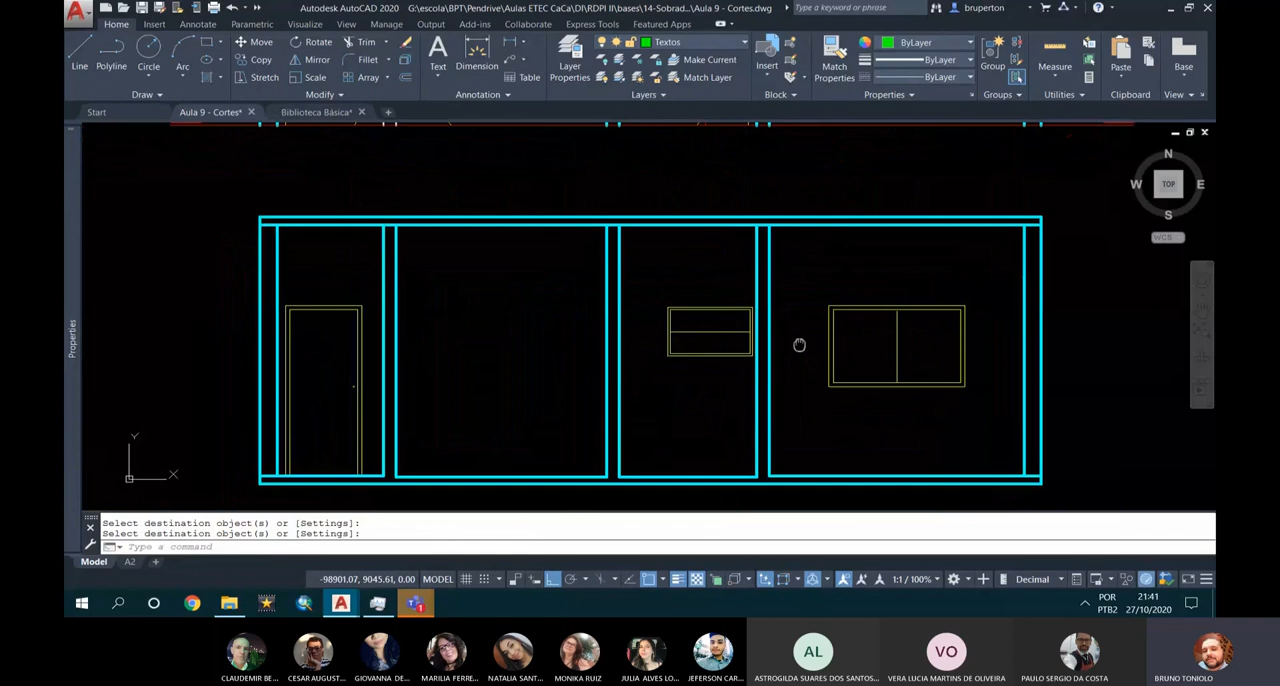 Autodesk AutoCAD 2021 G:\escola\BPT\Pendrive\Aulas ETEC CaCa\DI\RDPI II\bases\14-Sobrad...\Aula 9 - Cortes.dwg
Type a keyword or phrase
bruperton
Home Insert Annotate Parametric View Manage Output Add-ins Collaborate Express Tools Featured Apps
Line Polyline Circle Arc
Move Rotate Trim
Copy Mirror Fillet
Stretch Scale Array
Text Dimension Table
Layer Properties
Textos
Make Current
Match Layer
Insert
Match Properties
ByLayer
ByLayer
ByLayer
Group Measure Paste Base
Draw Modify Annotation Layers Block Properties Groups Utilities Clipboard View
Start Aula 9 - Cortes* Biblioteca Básica*
N
W TOP E
S
WCS
Properties
Y
X
Select destination object(s) or [Settings]:
Select destination object(s) or [Settings]:
Type a command
Model A2
-98901.07, 9045.61, 0.00 MODEL 1:1 / 100% Decimal
POR 21:41
PTB2 27/10/2020
CLAUDEMIR BE... CESAR AUGUST... GIOVANNA DE... MARILIA FERRE... NATALIA SANT... MONIKA RUIZ JULIA ALVES LO... JEFERSON CAR...
AL
ASTROGILDA SUARES DOS SANTOS...
VO
VERA LUCIA MARTINS DE OLIVEIRA
PAULO SERGIO DA COSTA
BRUNO TONIOLO